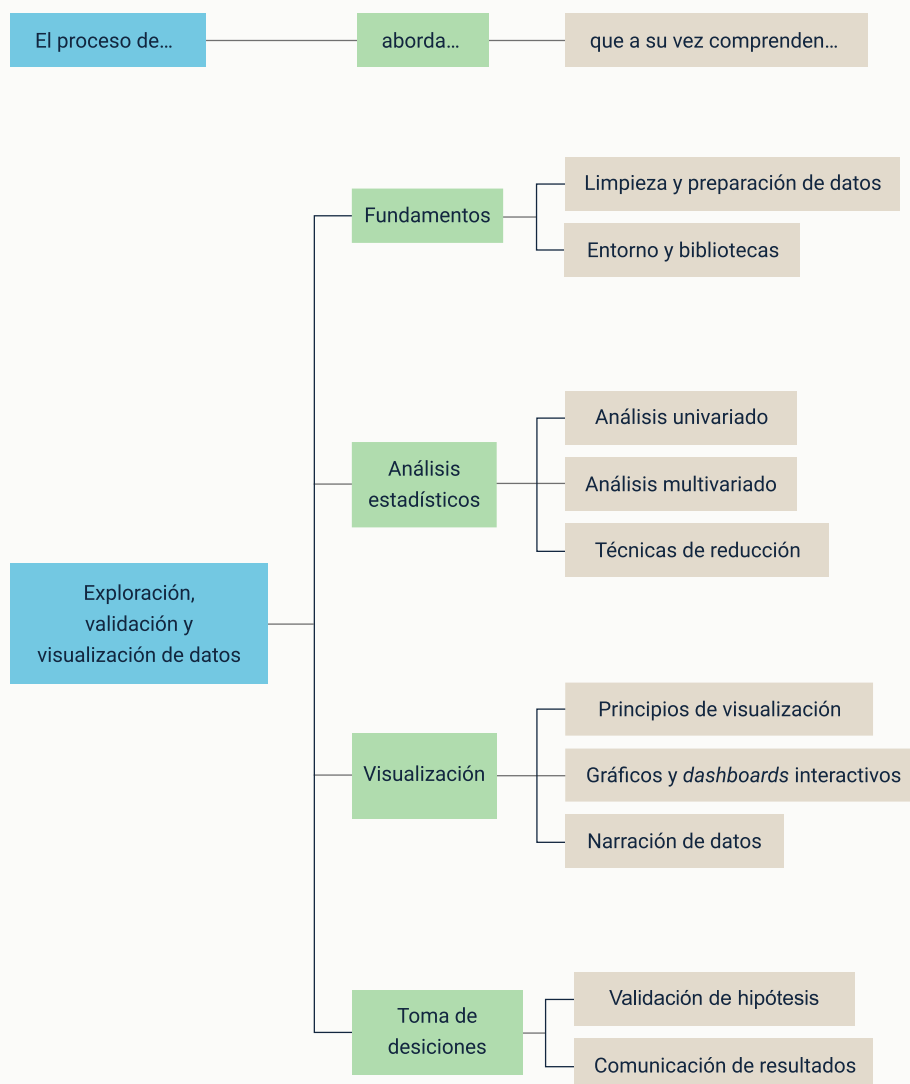 El proceso de…
aborda…
que a su vez comprenden…
Fundamentos
Limpieza y preparación de datos
Entorno y bibliotecas
Análisis
estadísticos
Análisis univariado
Análisis multivariado
Técnicas de reducción
Exploración,
validación y
visualización de datos
Visualización
Principios de visualización
Gráficos y dashboards interactivos
Narración de datos
Toma de
desiciones
Validación de hipótesis
Comunicación de resultados